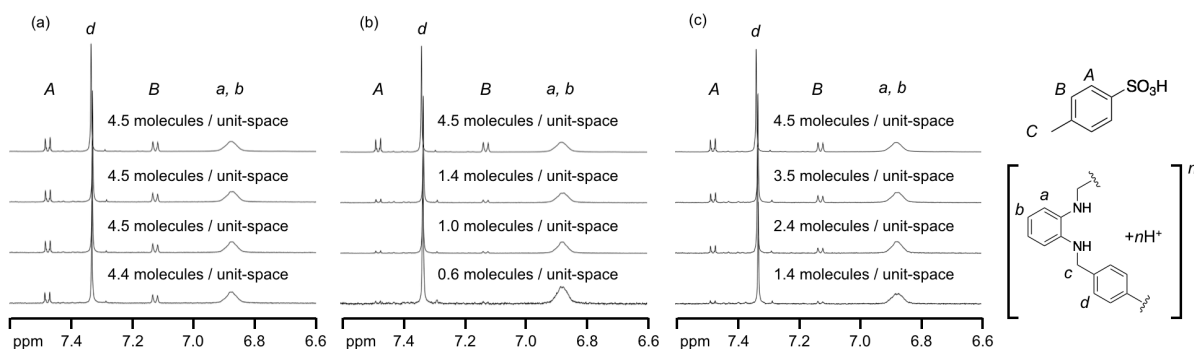 (a)
d
A
B
a, b
4.5 molecules / unit-space
4.5 molecules / unit-space
4.5 molecules / unit-space
4.4 molecules / unit-space
ppm 7.4 7.2 7.0 6.8 6.6
(b)
d
A
B
a, b
4.5 molecules / unit-space
1.4 molecules / unit-space
1.0 molecules / unit-space
0.6 molecules / unit-space
ppm 7.4 7.2 7.0 6.8 6.6
(c)
d
A
B
a, b
4.5 molecules / unit-space
3.5 molecules / unit-space
2.4 molecules / unit-space
1.4 molecules / unit-space
ppm 7.4 7.2 7.0 6.8 6.6
A
B
SO₃H
C
n
a
b
NH
NH
+nH⁺
c
d